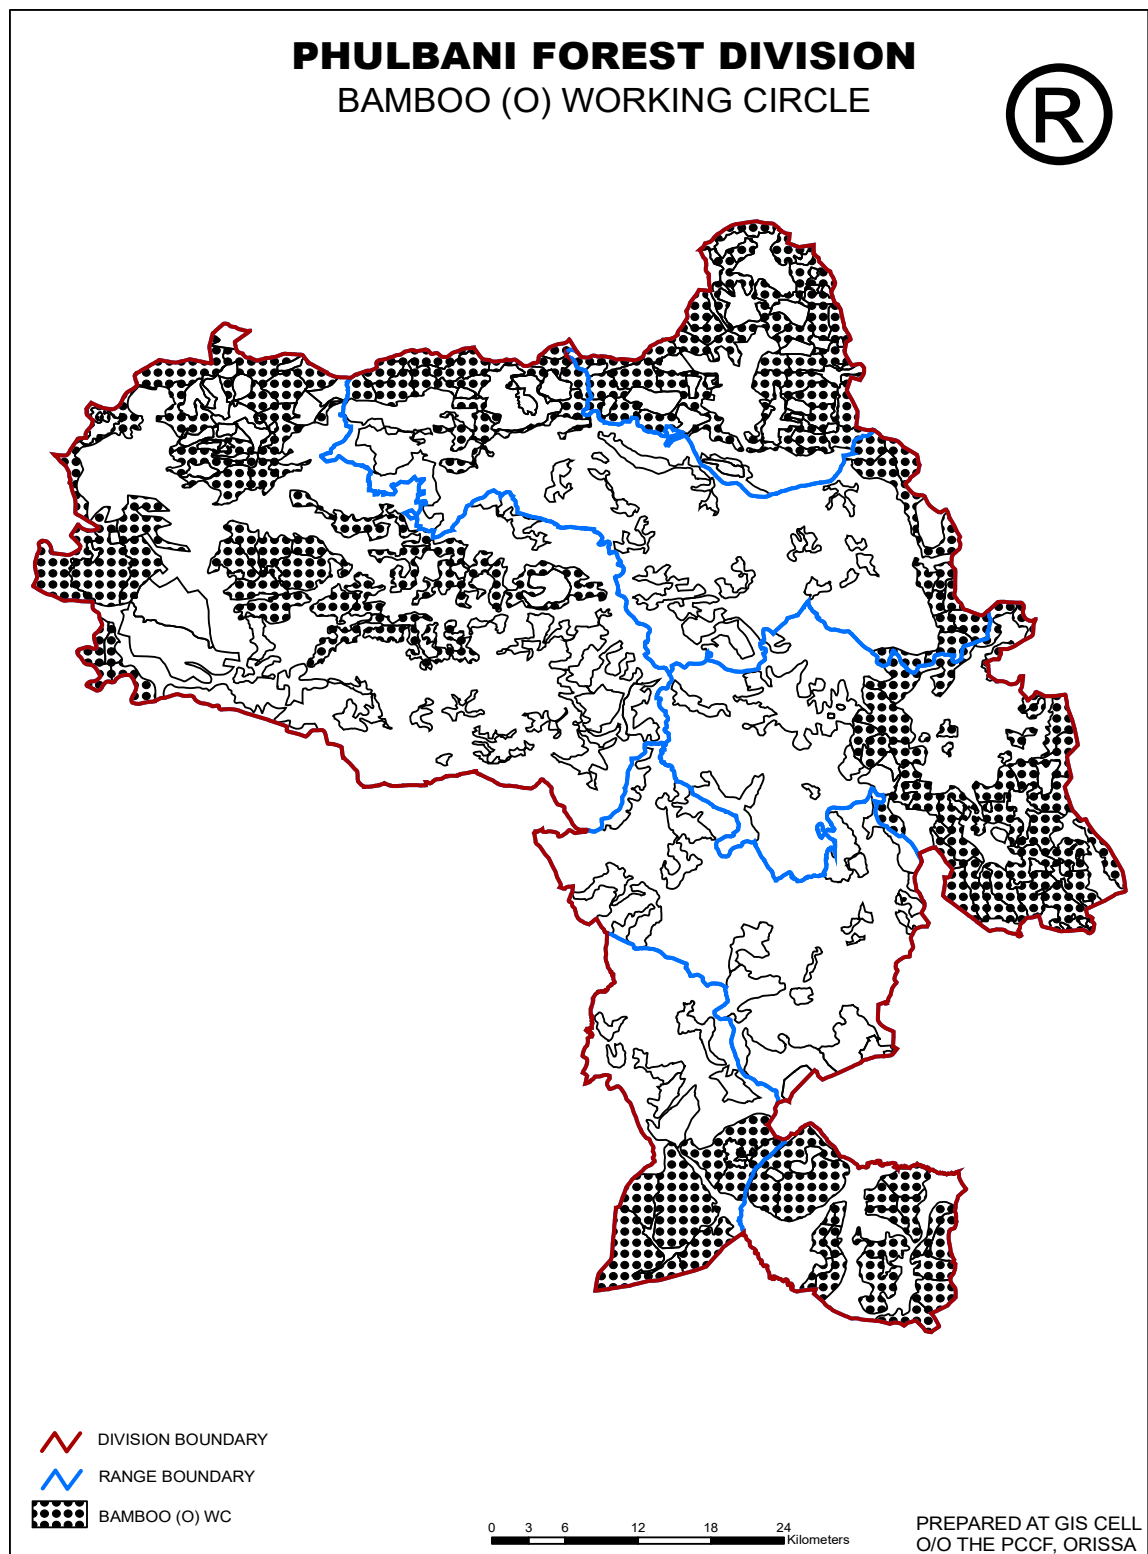 PHULBANI FOREST DIVISION
BAMBOO (O) WORKING CIRCLE
R
DIVISION BOUNDARY
RANGE BOUNDARY
BAMBOO (O) WC
0 3 6 12 18 24
Kilometers
PREPARED AT GIS CELL
O/O THE PCCF, ORISSA